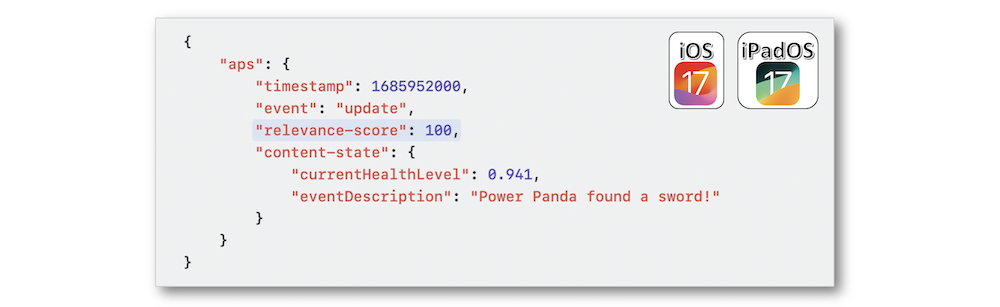 {
    "aps": {
        "timestamp": 1685952000,
        "event": "update",
        "relevance-score": 100,
        "content-state": {
            "currentHealthLevel": 0.941,
            "eventDescription": "Power Panda found a sword!"
        }
    }
}
iOS
17
iPadOS
17